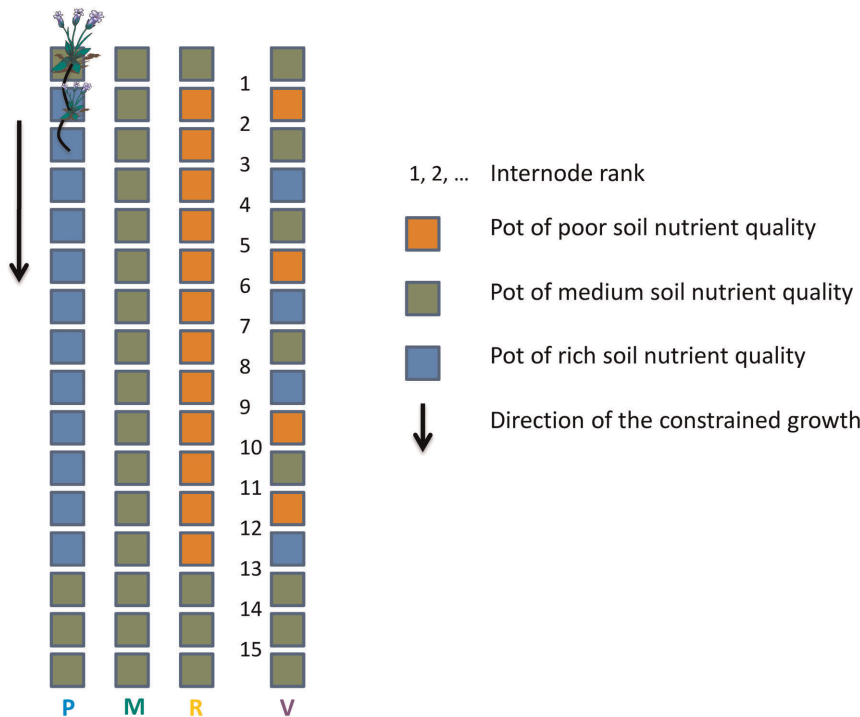 1
2
3
4
5
6
7
8
9
10
11
12
13
14
15
P M R V
1, 2, ... Internode rank
Pot of poor soil nutrient quality
Pot of medium soil nutrient quality
Pot of rich soil nutrient quality
Direction of the constrained growth